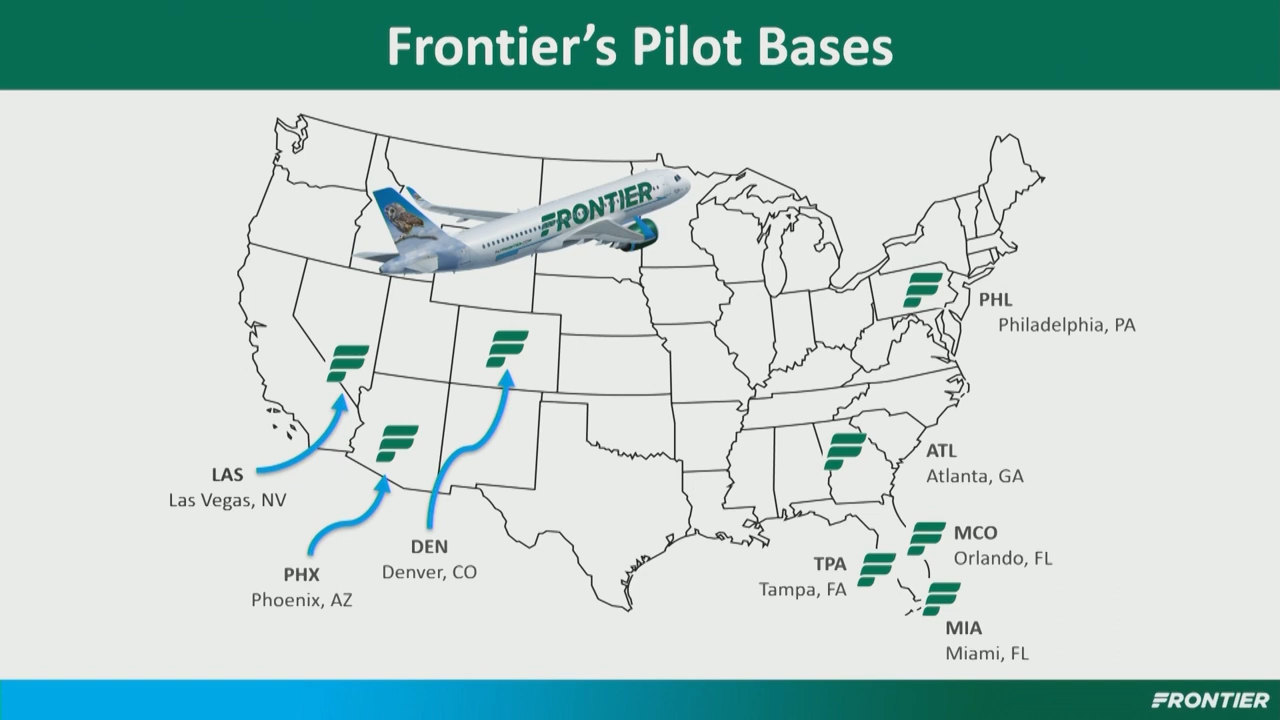 Frontier's Pilot Bases
FRONTIER
PHL
Philadelphia, PA
LAS
Las Vegas, NV
ATL
Atlanta, GA
DEN
Denver, CO
PHX
Phoenix, AZ
MCO
Orlando, FL
TPA
Tampa, FA
MIA
Miami, FL
FRONTIER